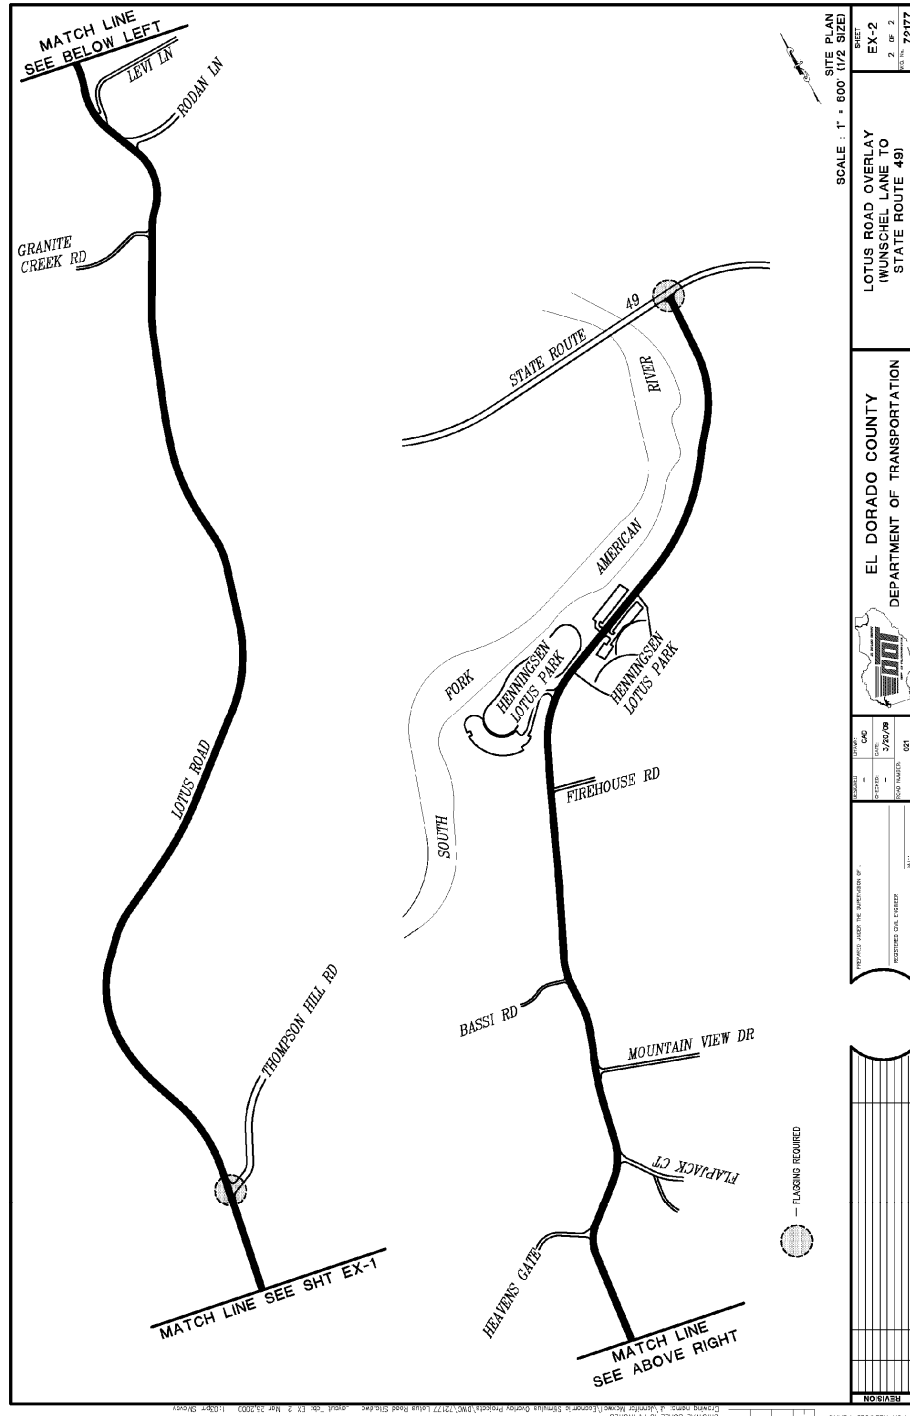 MATCH LINE
SEE BELOW LEFT
LEVI LN
RODAN LN
GRANITE
CREEK RD
LOTUS ROAD
THOMPSON HILL RD
MATCH LINE SEE SHT EX-1
STATE ROUTE 49
RIVER
AMERICAN
FORK
SOUTH
HENNINGSEN
LOTUS PARK
HENNINGSEN
LOTUS PARK
FIREHOUSE RD
BASSI RD
MOUNTAIN VIEW DR
FLAPJACK CT
HEAVENS GATE
MATCH LINE
SEE ABOVE RIGHT
— FLAGGING REQUIRED
SITE PLAN
SCALE : 1" = 600' (1/2 SIZE)
SHEET
EX-2
2 OF 2
72177
LOTUS ROAD OVERLAY
(WUNSCHEL LANE TO
STATE ROUTE 49)
EL DORADO COUNTY
DEPARTMENT OF TRANSPORTATION
DOT
CAD
DATE:
3/20/09
ROAD NUMBER:
021
PREPARED UNDER THE SUPERVISION OF:
REGISTERED CIVIL ENGINEER
REVISION